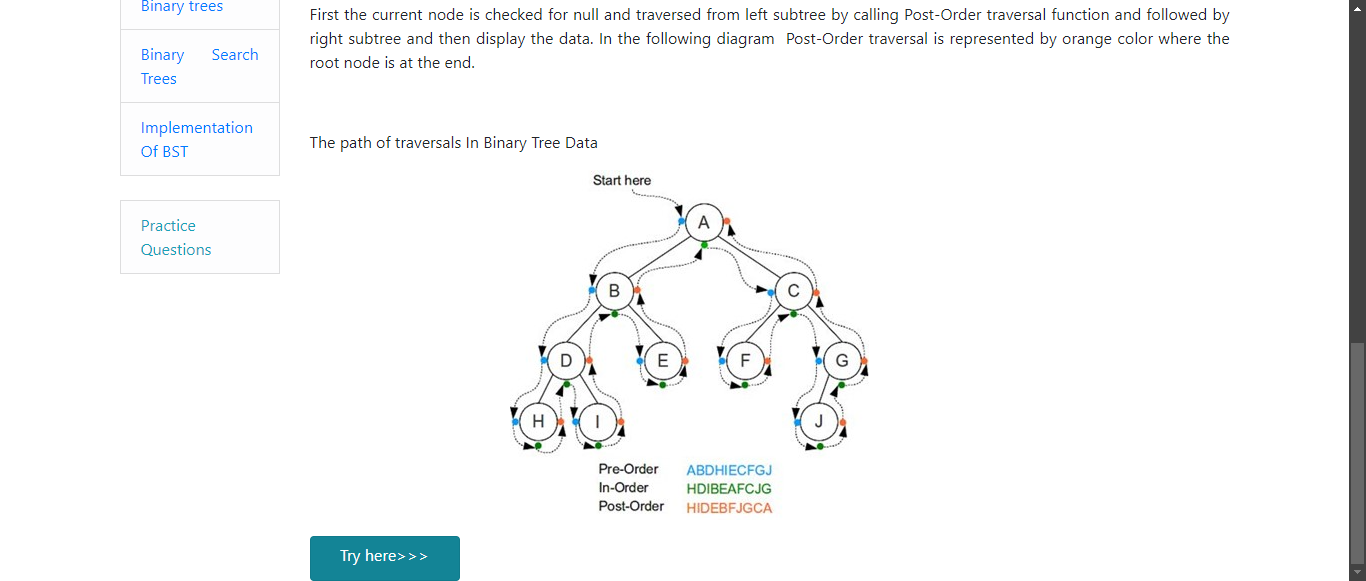 Binary trees
Binary Search
Trees
Implementation
Of BST
Practice
Questions
First the current node is checked for null and traversed from left subtree by calling Post-Order traversal function and followed by
right subtree and then display the data. In the following diagram Post-Order traversal is represented by orange color where the
root node is at the end.
The path of traversals In Binary Tree Data
Start here
A
B
C
D
E
F
G
H
I
J
Pre-Order ABDHIECFGJ
In-Order HDIBEAFCJG
Post-Order HIDEBFJGCA
Try here>>>